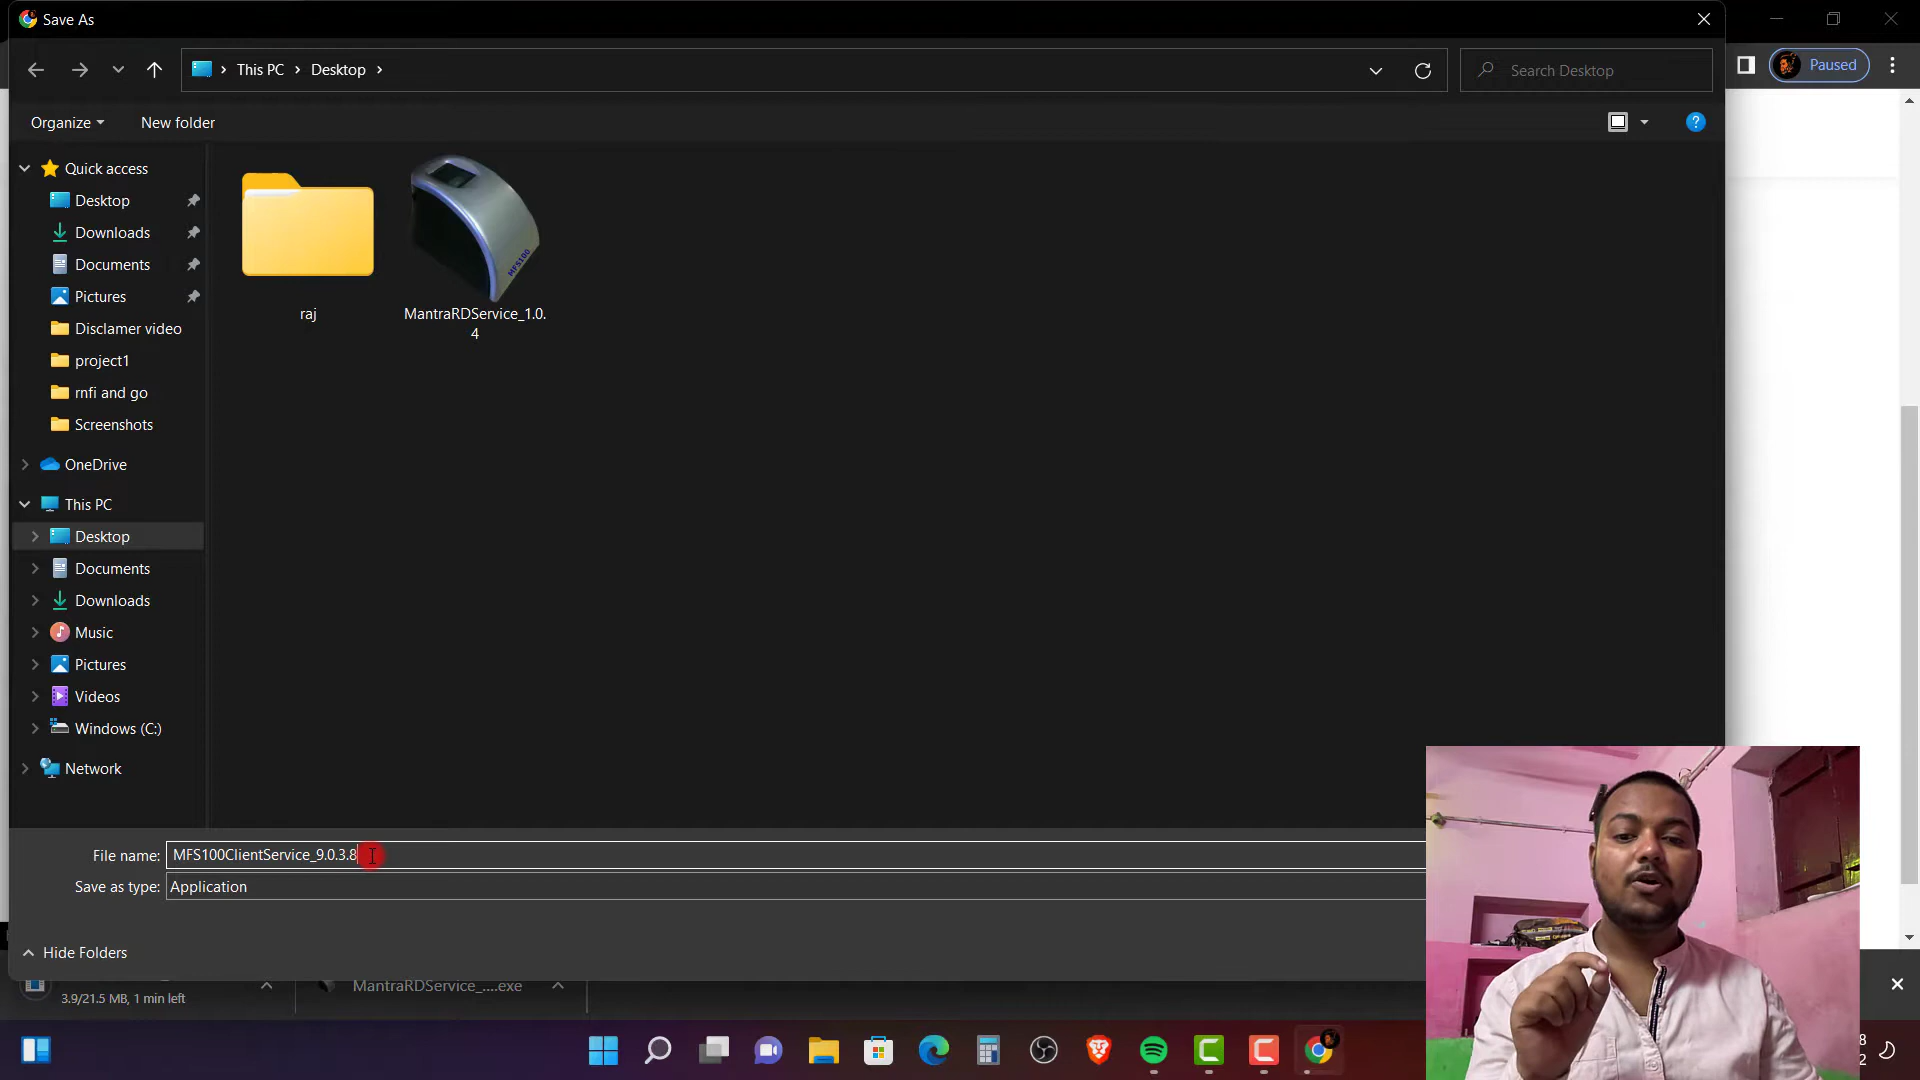 Save As
This PC
Desktop
Search Desktop
Paused
Organize
New folder
Quick access
Desktop
Downloads
Documents
Pictures
Disclamer video
project1
rnfi and go
Screenshots
OneDrive
This PC
Desktop
Documents
Downloads
Music
Pictures
Videos
Windows (C:)
Network
raj
MFS100
MantraRDService_1.0.
4
File name:
MFS100ClientService_9.0.3.8
Save as type:
Application
Hide Folders
3.9/21.5 MB, 1 min left
MantraRDService_....exe
8
2